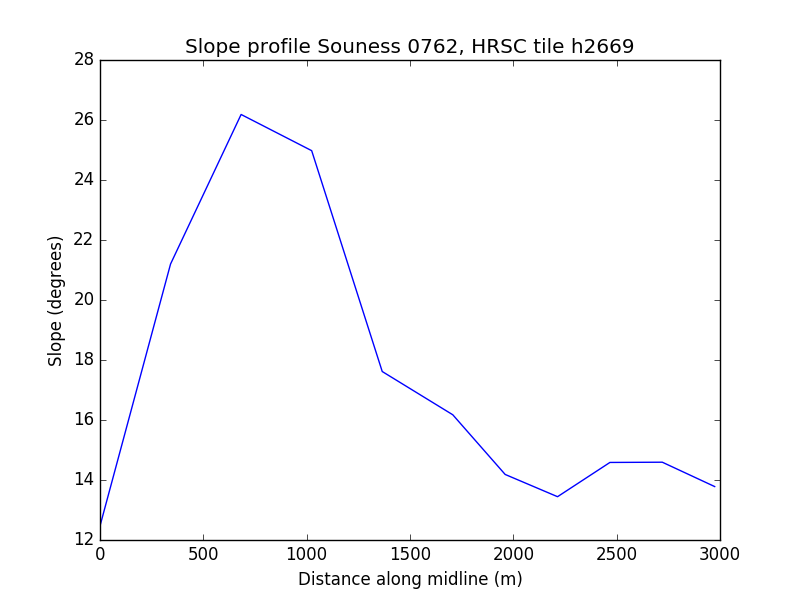 Slope profile Souness 0762, HRSC tile h2669
28
26
24
22
20
18
16
14
12
Slope (degrees)
0 500 1000 1500 2000 2500 3000
Distance along midline (m)